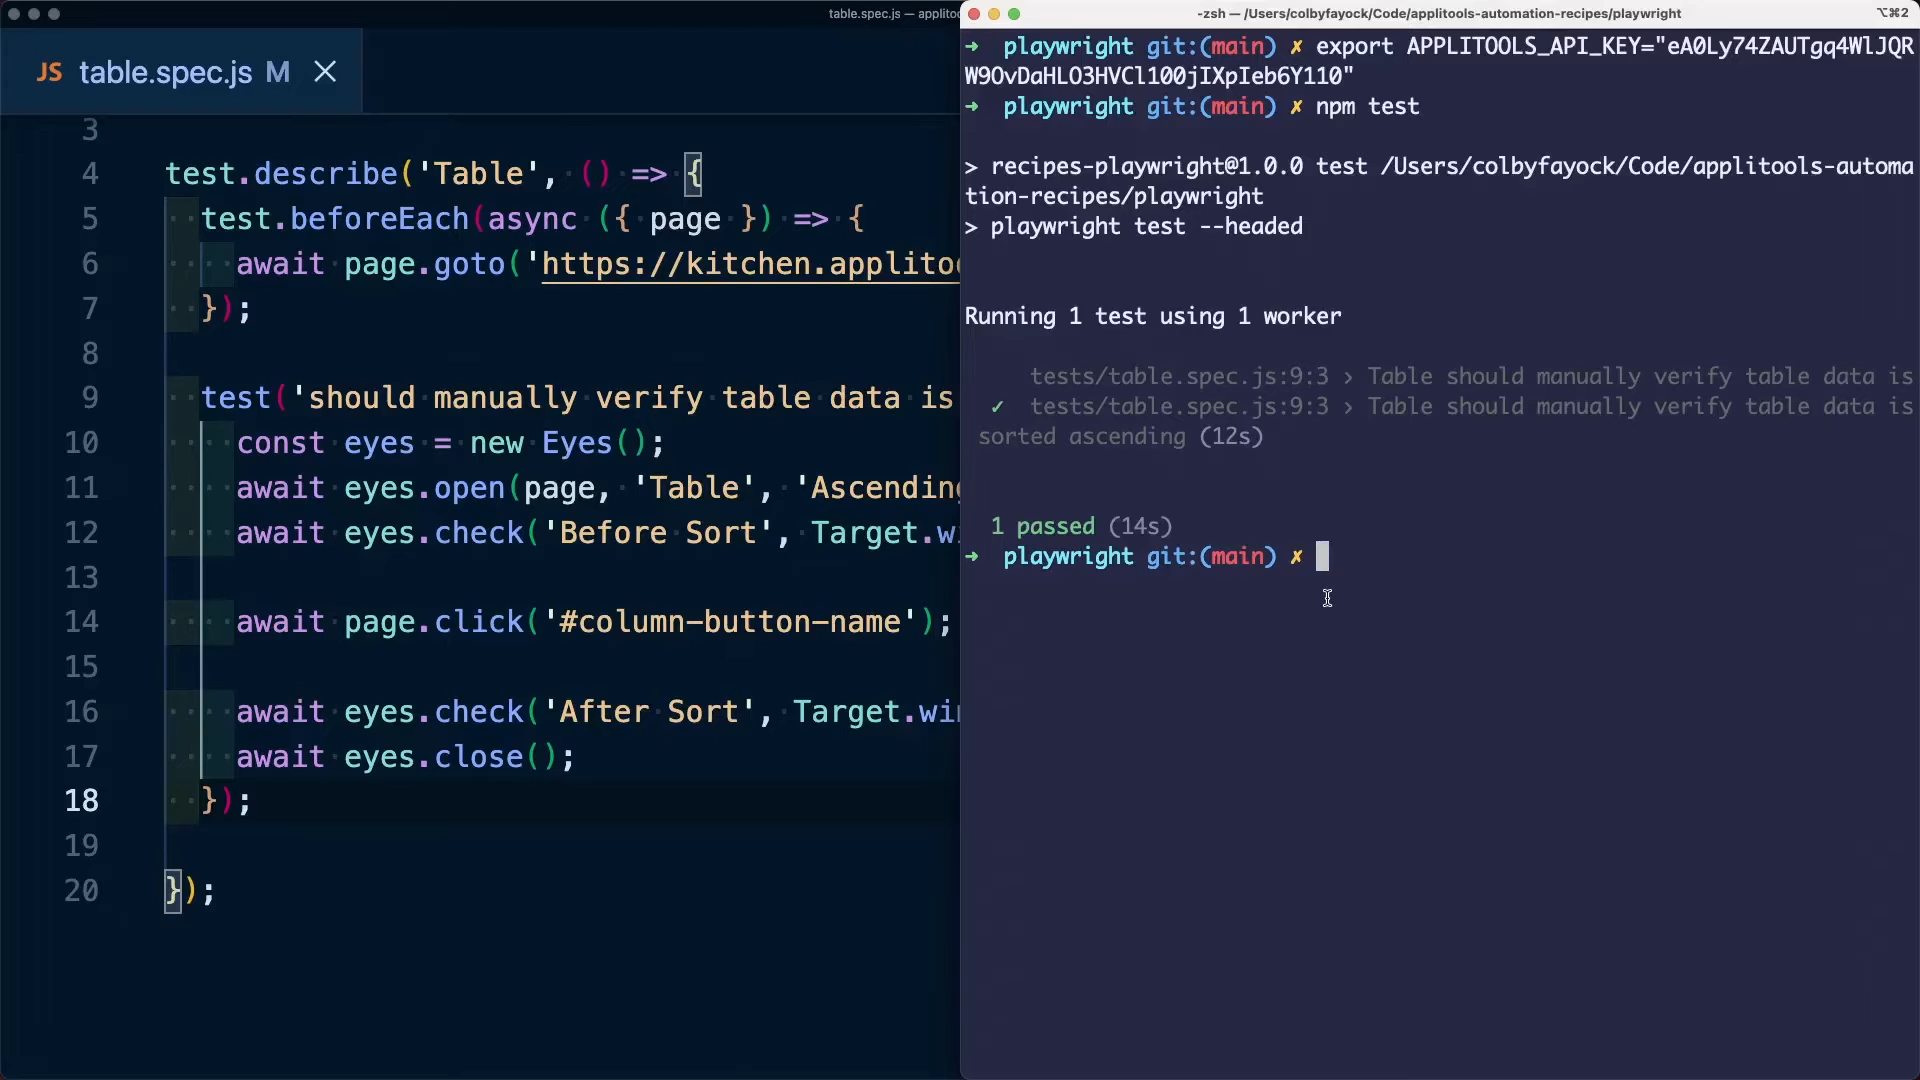 table.spec.js — applitoo
JS table.spec.js M ×
3
4 test.describe('Table', () => {
5 test.beforeEach(async ({ page }) => {
6 await page.goto('https://kitchen.applitoo
7 });
8
9 test('should manually verify table data is
10 const eyes = new Eyes();
11 await eyes.open(page, 'Table', 'Ascending
12 await eyes.check('Before Sort', Target.wi
13
14 await page.click('#column-button-name');
15
16 await eyes.check('After Sort', Target.win
17 await eyes.close();
18 });
19
20 });
-zsh — /Users/colbyfayock/Code/applitools-automation-recipes/playwright ⌥⌘2
➜ playwright git:(main) ✗ export APPLITOOLS_API_KEY="eA0Ly74ZAUTgq4WlJQR
W9OvDaHLO3HVCl100jIXpIeb6Y110"
➜ playwright git:(main) ✗ npm test
> recipes-playwright@1.0.0 test /Users/colbyfayock/Code/applitools-automa
tion-recipes/playwright
> playwright test --headed
Running 1 test using 1 worker
tests/table.spec.js:9:3 › Table should manually verify table data is
✓ tests/table.spec.js:9:3 › Table should manually verify table data is
sorted ascending (12s)
1 passed (14s)
➜ playwright git:(main) ✗